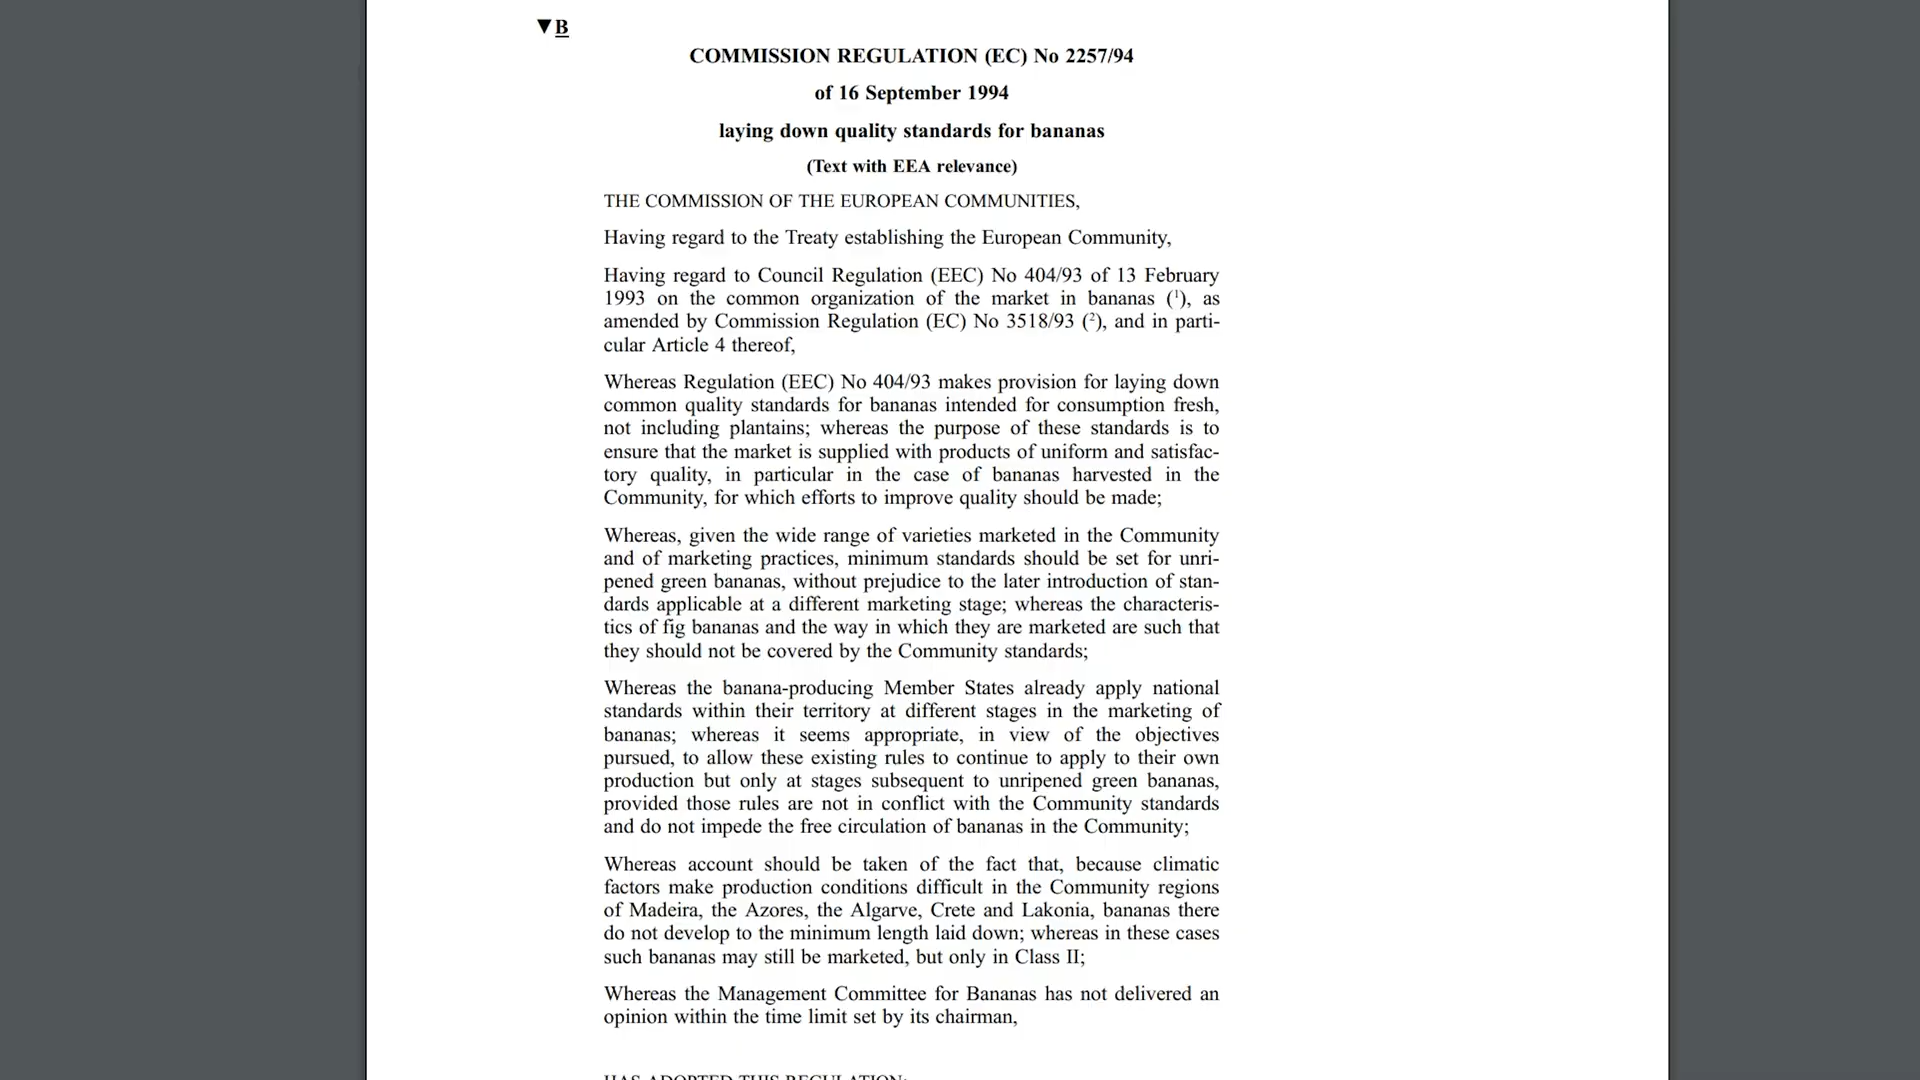 ▼B
COMMISSION REGULATION (EC) No 2257/94
of 16 September 1994
laying down quality standards for bananas
(Text with EEA relevance)
THE COMMISSION OF THE EUROPEAN COMMUNITIES,
Having regard to the Treaty establishing the European Community,
Having regard to Council Regulation (EEC) No 404/93 of 13 February
1993 on the common organization of the market in bananas (¹), as
amended by Commission Regulation (EC) No 3518/93 (²), and in parti-
cular Article 4 thereof,
Whereas Regulation (EEC) No 404/93 makes provision for laying down
common quality standards for bananas intended for consumption fresh,
not including plantains; whereas the purpose of these standards is to
ensure that the market is supplied with products of uniform and satisfac-
tory quality, in particular in the case of bananas harvested in the
Community, for which efforts to improve quality should be made;
Whereas, given the wide range of varieties marketed in the Community
and of marketing practices, minimum standards should be set for unri-
pened green bananas, without prejudice to the later introduction of stan-
dards applicable at a different marketing stage; whereas the characteris-
tics of fig bananas and the way in which they are marketed are such that
they should not be covered by the Community standards;
Whereas the banana-producing Member States already apply national
standards within their territory at different stages in the marketing of
bananas; whereas it seems appropriate, in view of the objectives
pursued, to allow these existing rules to continue to apply to their own
production but only at stages subsequent to unripened green bananas,
provided those rules are not in conflict with the Community standards
and do not impede the free circulation of bananas in the Community;
Whereas account should be taken of the fact that, because climatic
factors make production conditions difficult in the Community regions
of Madeira, the Azores, the Algarve, Crete and Lakonia, bananas there
do not develop to the minimum length laid down; whereas in these cases
such bananas may still be marketed, but only in Class II;
Whereas the Management Committee for Bananas has not delivered an
opinion within the time limit set by its chairman,
HAS ADOPTED THIS REGULATION: